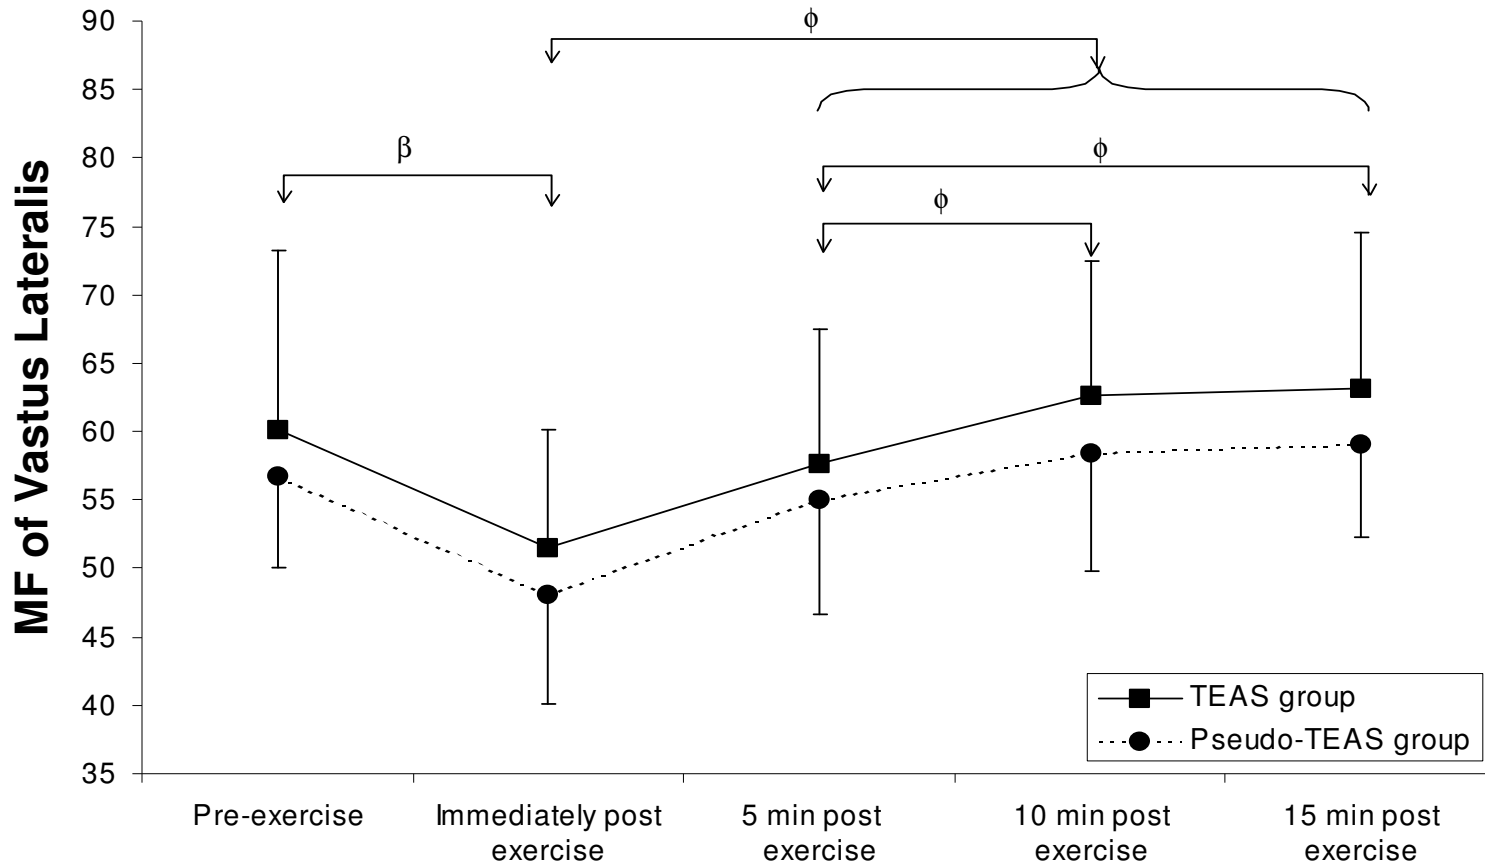 ϕ
β
ϕ
ϕ
MF of Vastus Lateralis
90
85
80
75
70
65
60
55
50
45
40
35
TEAS group
Pseudo-TEAS group
Pre-exercise
Immediately post
exercise
5 min post
exercise
10 min post
exercise
15 min post
exercise